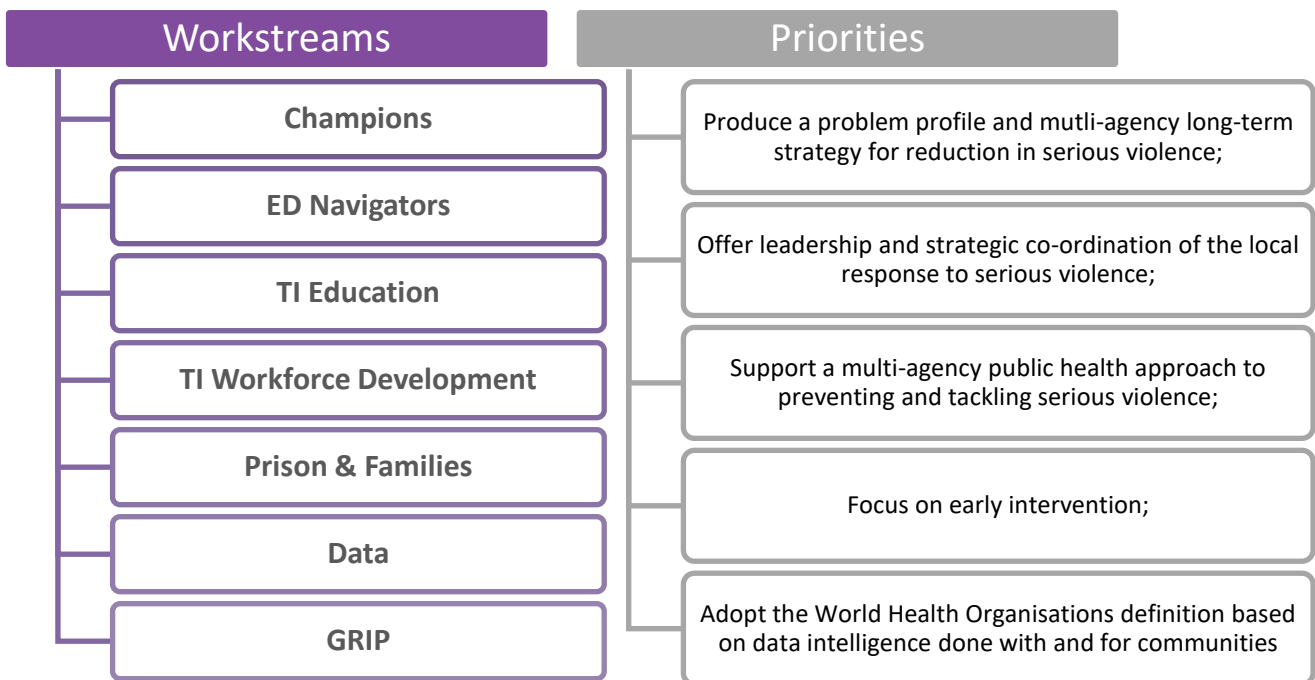 Workstreams
Champions
ED Navigators
TI Education
TI Workforce Development
Prison & Families
Data
GRIP
Priorities
Produce a problem profile and mutli-agency long-term
strategy for reduction in serious violence;
Offer leadership and strategic co-ordination of the local
response to serious violence;
Support a multi-agency public health approach to
preventing and tackling serious violence;
Focus on early intervention;
Adopt the World Health Organisations definition based
on data intelligence done with and for communities